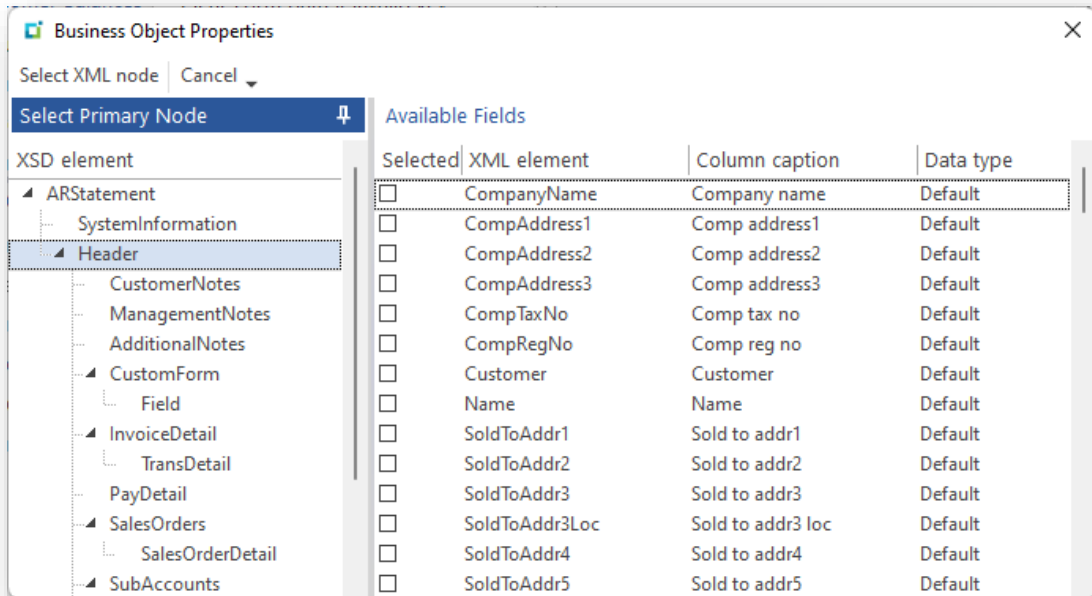 Business Object Properties
Select XML node Cancel
Select Primary Node
XSD element
ARStatement
SystemInformation
Header
CustomerNotes
ManagementNotes
AdditionalNotes
CustomForm
Field
InvoiceDetail
TransDetail
PayDetail
SalesOrders
SalesOrderDetail
SubAccounts
Available Fields
Selected XML element Column caption Data type
CompanyName Company name Default
CompAddress1 Comp address1 Default
CompAddress2 Comp address2 Default
CompAddress3 Comp address3 Default
CompTaxNo Comp tax no Default
CompRegNo Comp reg no Default
Customer Customer Default
Name Name Default
SoldToAddr1 Sold to addr1 Default
SoldToAddr2 Sold to addr2 Default
SoldToAddr3 Sold to addr3 Default
SoldToAddr3Loc Sold to addr3 loc Default
SoldToAddr4 Sold to addr4 Default
SoldToAddr5 Sold to addr5 Default